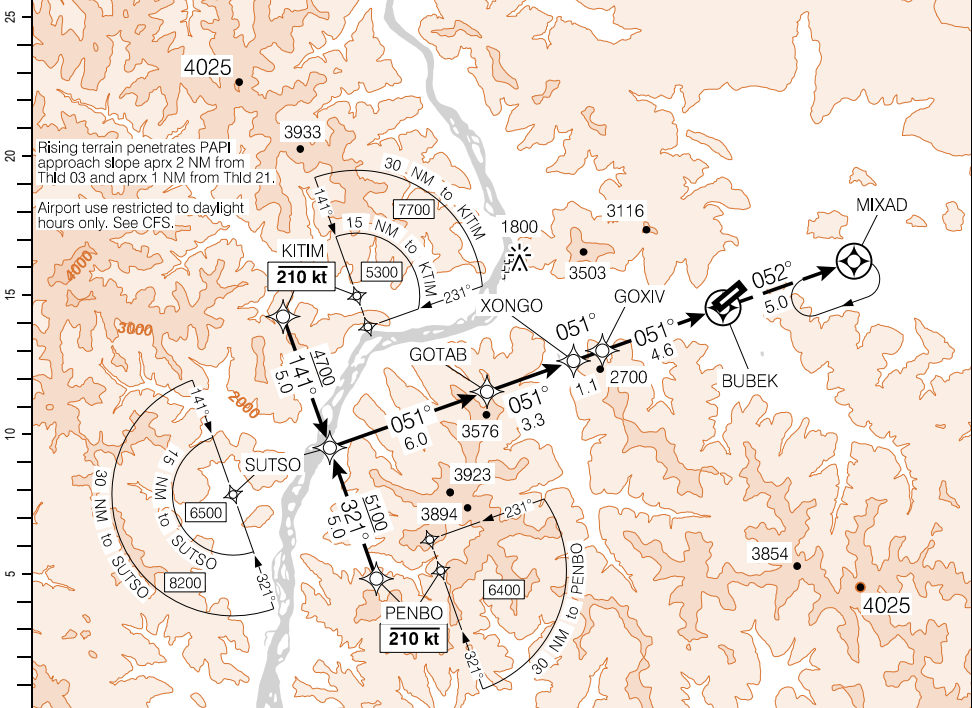 25
4025
3933
20
Rising terrain penetrates PAPI
approach slope aprx 2 NM from
Thld 03 and aprx 1 NM from Thld 21.
Airport use restricted to daylight
hours only. See CFS.
30 NM to KITIM
141°
7700
15 NM to KTIM
5300
231°
KITIM
210 kt
1800
3116
3503
MIXAD
4000
3000
2000
15
XONGO
GOXIV
052°
5.0
051°
1.1
051°
4.6
2700
BUBEK
GOTAB
4700
141°
5.0
051°
6.0
051°
3.3
3576
10
SUTSO
141°
15 NM to SUTSO
30 NM to SUTSO
6500
8200
321°
3923
3894
231°
5100
321°
5.0
5
6400
30 NM to PENBO
321°
PENBO
210 kt
3854
4025